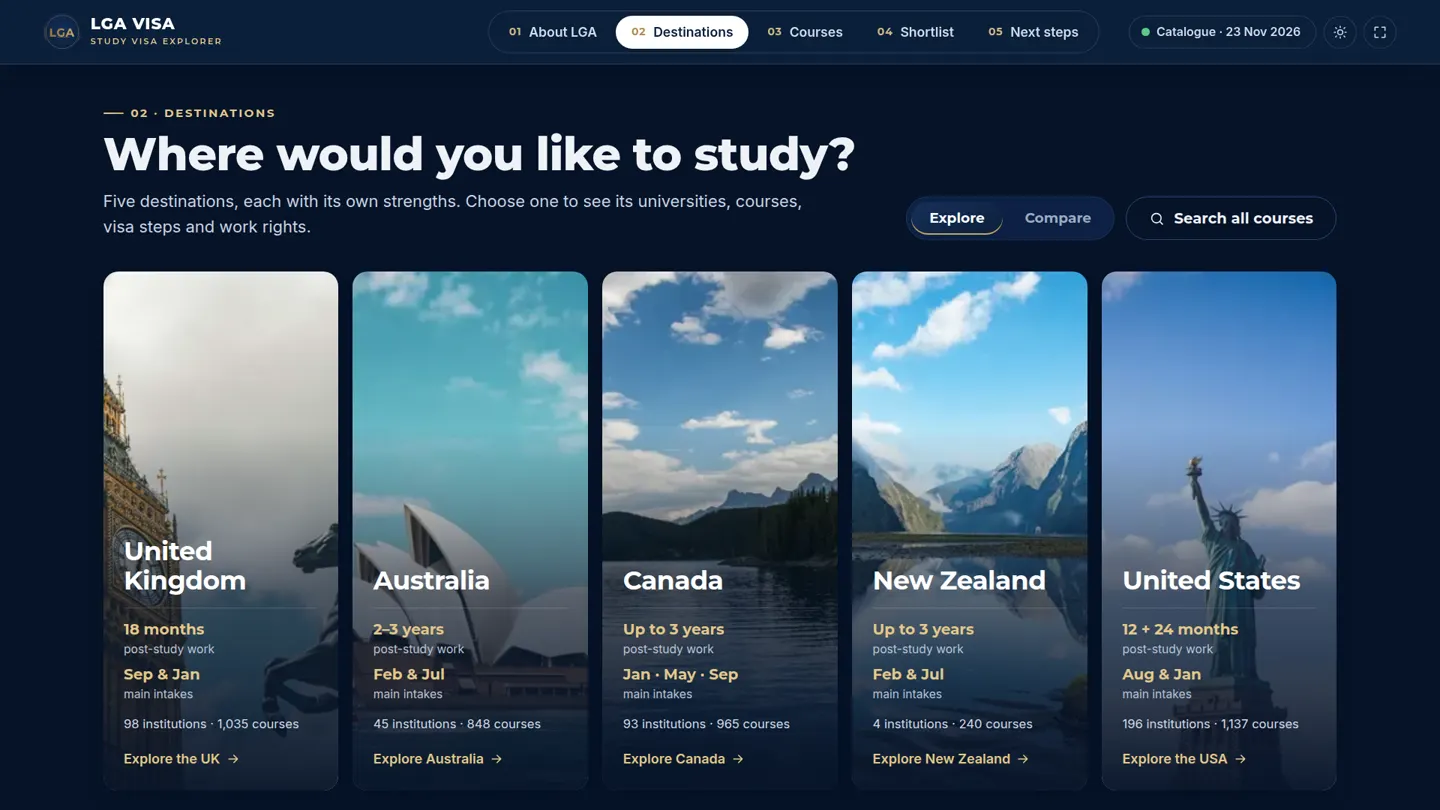 LGA
LGA VISA
STUDY VISA EXPLORER
01 About LGA
02 Destinations
03 Courses
04 Shortlist
05 Next steps
Catalogue · 23 Nov 2026
02 · DESTINATIONS
Where would you like to study?
Five destinations, each with its own strengths. Choose one to see its universities, courses,
visa steps and work rights.
Explore
Compare
Search all courses
United
Kingdom
18 months
post-study work
Sep & Jan
main intakes
98 institutions · 1,035 courses
Explore the UK →
Australia
2–3 years
post-study work
Feb & Jul
main intakes
45 institutions · 848 courses
Explore Australia →
Canada
Up to 3 years
post-study work
Jan · May · Sep
main intakes
93 institutions · 965 courses
Explore Canada →
New Zealand
Up to 3 years
post-study work
Feb & Jul
main intakes
4 institutions · 240 courses
Explore New Zealand →
United States
12 + 24 months
post-study work
Aug & Jan
main intakes
196 institutions · 1,137 courses
Explore the USA →